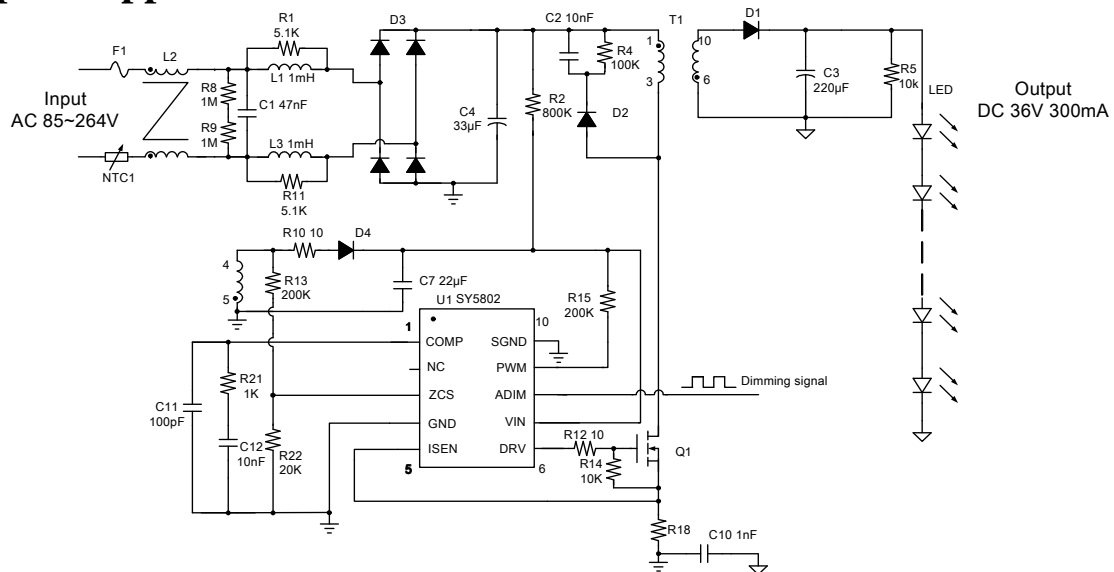 R1
5.1K
D3
C2 10nF
T1
D1
F1
L2
1
10
R4
100K
L1 1mH
3
6
R5
10k
C3
220µF
LED
Input
AC 85~264V
R8
1M
C1 47nF
R9
1M
C4
33µF
R2
800K
D2
Output
DC 36V 300mA
L3 1mH
NTC1
R11
5.1K
R10 10
D4
4
5
R13
200K
C7 22µF
R15
200K
U1 SY5802
1
10
COMP
SGND
NC
PWM
ZCS
ADIM
Dimming signal
GND
VIN
ISEN
DRV
5
6
R21
1K
C11
100pF
C12
10nF
R22
20K
R12 10
R14
10K
Q1
R18
C10 1nF